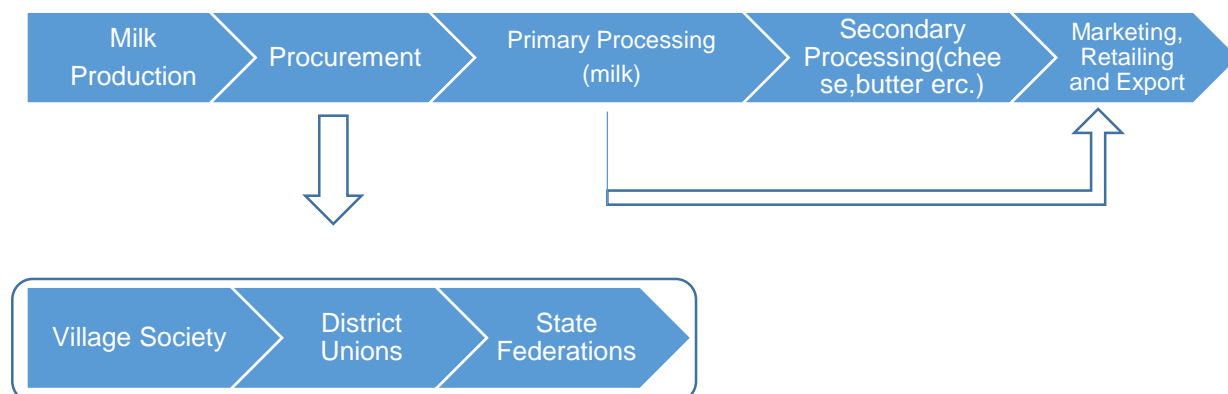 Milk
Production
Procurement
Primary Processing
(milk)
Secondary
Processing(chee
se,butter erc.)
Marketing,
Retailing
and Export
Village Society
District
Unions
State
Federations